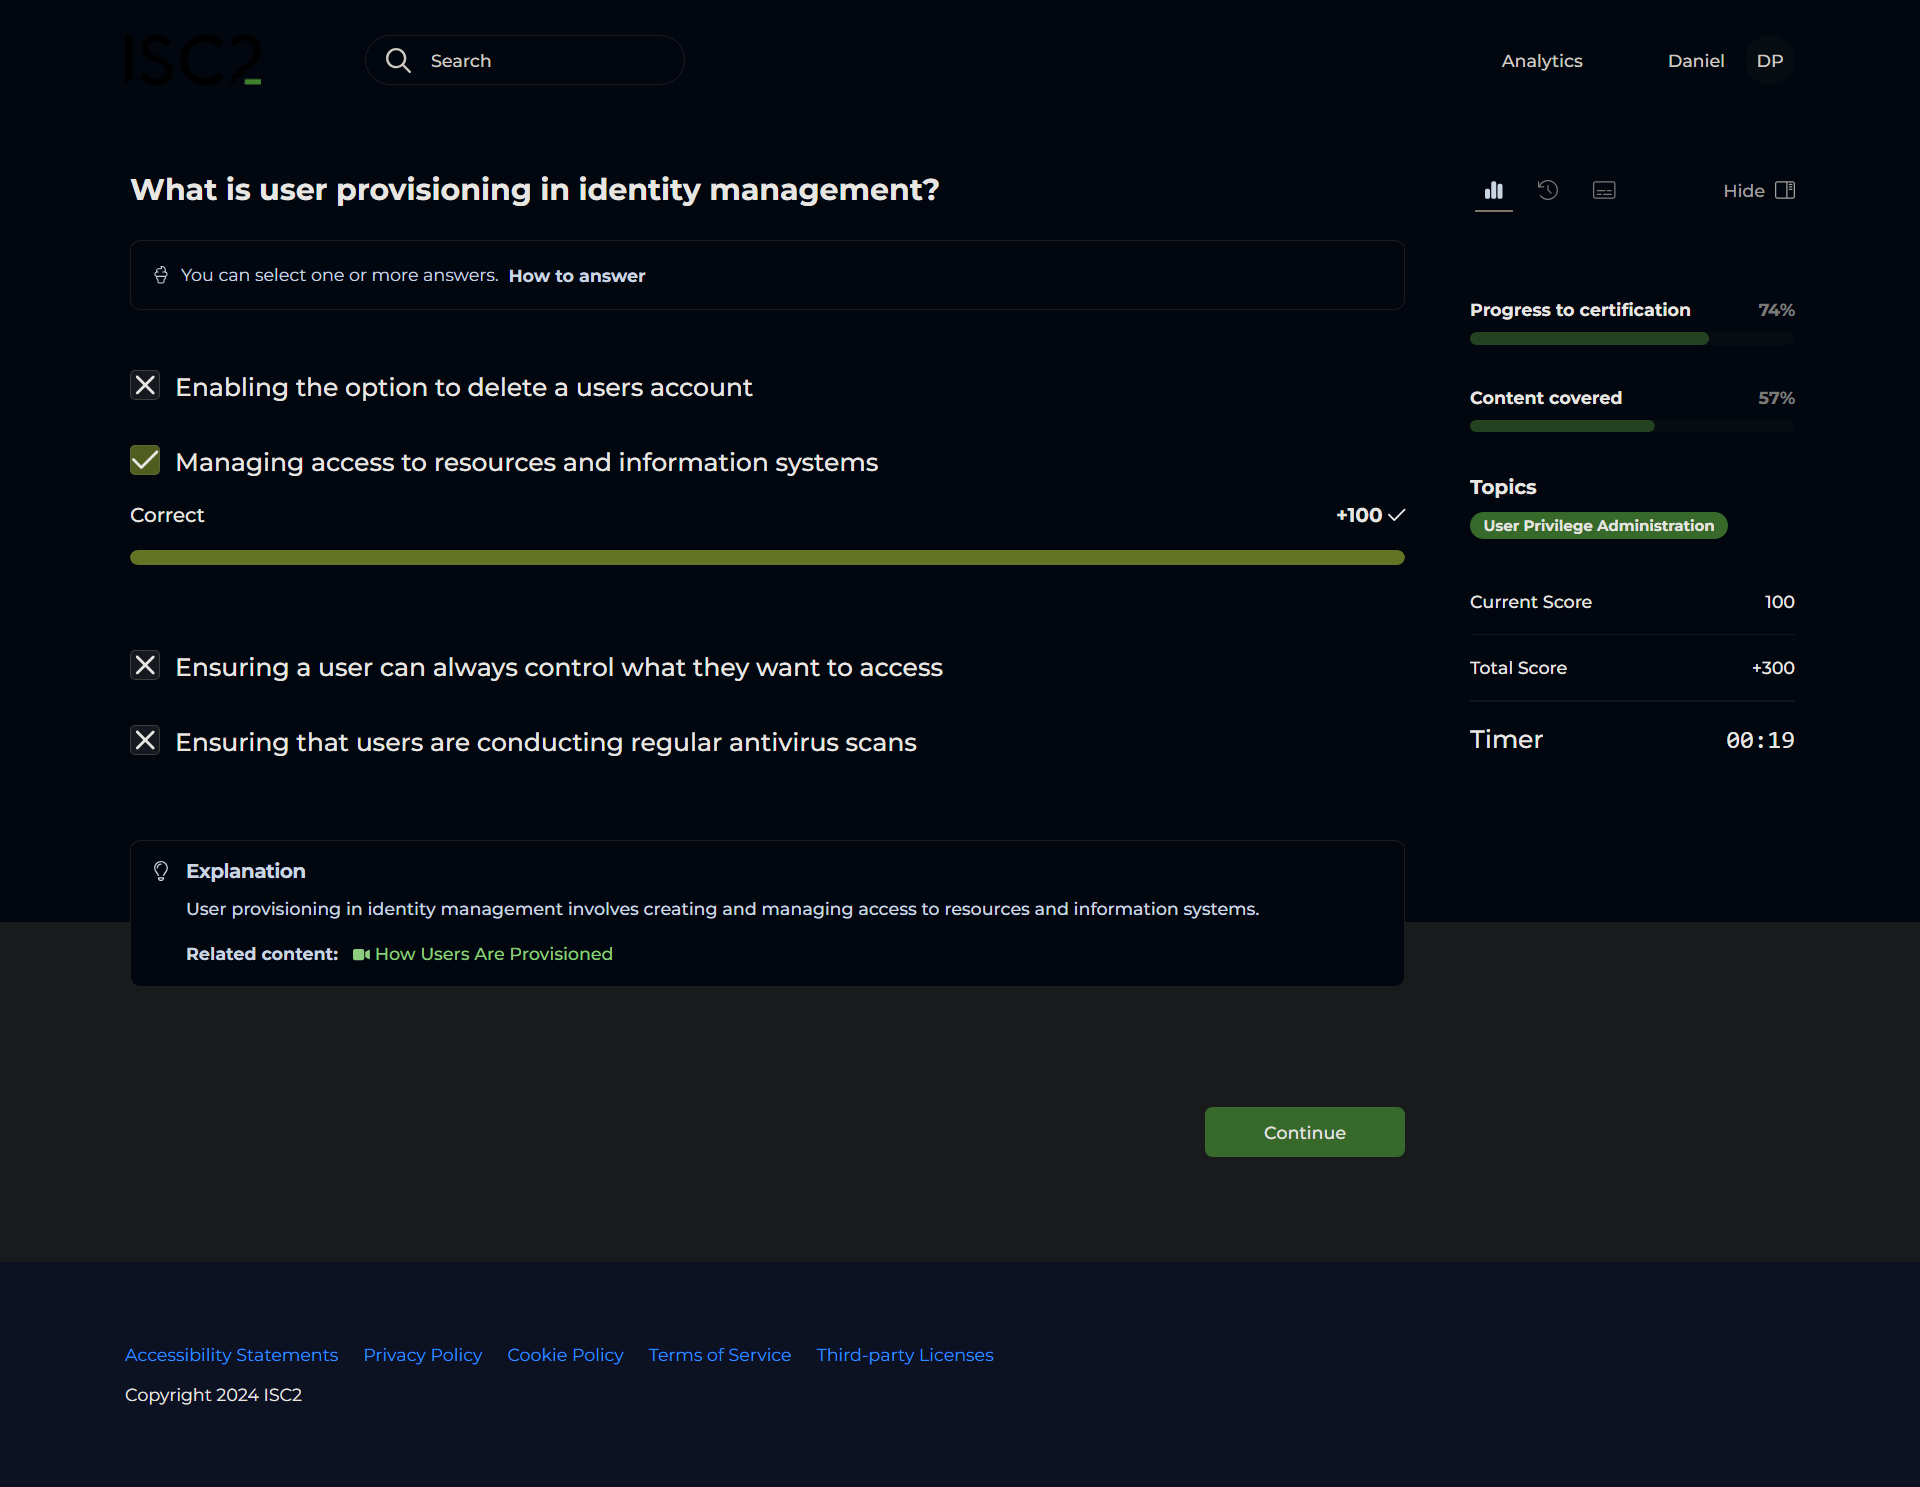 ISC2
Search
Analytics
Daniel
DP
What is user provisioning in identity management?
You can select one or more answers. How to answer
Enabling the option to delete a users account
Managing access to resources and information systems
Correct
+100
Ensuring a user can always control what they want to access
Ensuring that users are conducting regular antivirus scans
Explanation
User provisioning in identity management involves creating and managing access to resources and information systems.
Related content: How Users Are Provisioned
Continue
Hide
Progress to certification 74%
Content covered 57%
Topics
User Privilege Administration
Current Score 100
Total Score +300
Timer 00:19
Accessibility Statements Privacy Policy Cookie Policy Terms of Service Third-party Licenses
Copyright 2024 ISC2